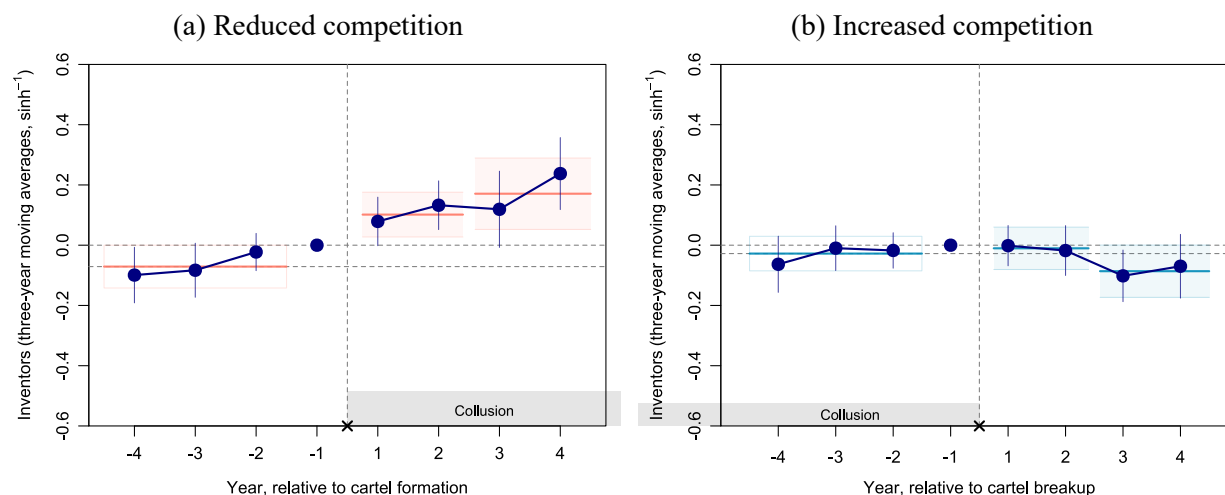 (a) Reduced competition
Inventors (three-year moving averages, sinh⁻¹)
0.6
0.4
0.2
0.0
-0.2
-0.4
-0.6
Collusion
-4 -3 -2 -1 1 2 3 4
Year, relative to cartel formation
(b) Increased competition
Inventors (three-year moving averages, sinh⁻¹)
0.6
0.4
0.2
0.0
-0.2
-0.4
-0.6
Collusion
-4 -3 -2 -1 1 2 3 4
Year, relative to cartel breakup